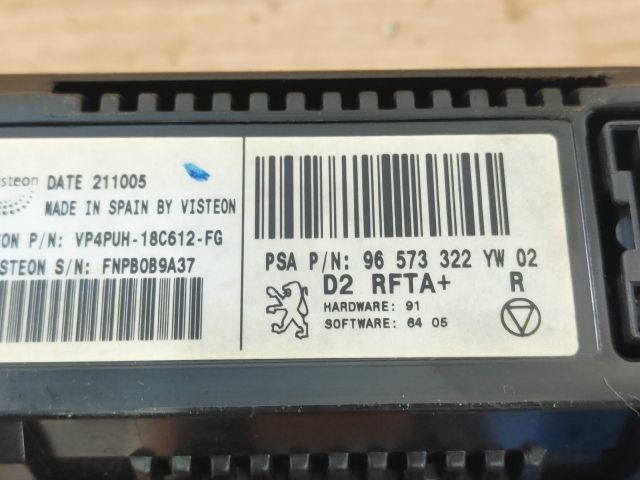 isteon DATE 211005
MADE IN SPAIN BY VISTEON
ON P/N: VP4PUH-18C612-FG
STEON S/N: FNPB0B9A37
PSA P/N: 96 573 322 YW 02
D2 RFTA+ R
HARDWARE: 91
SOFTWARE: 64 05